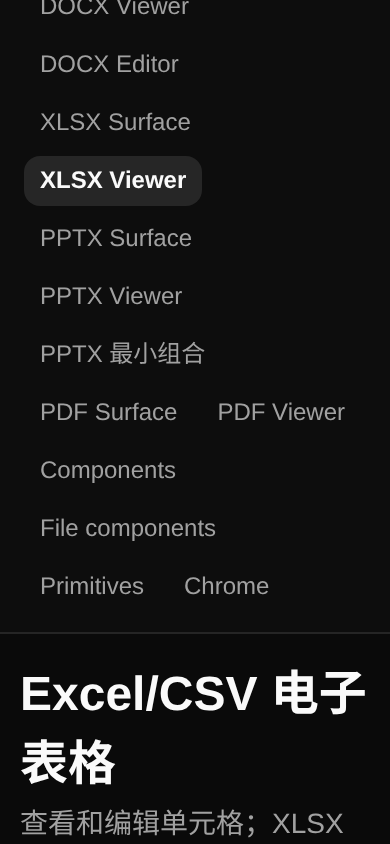 DOCX Viewer
DOCX Editor
XLSX Surface
XLSX Viewer
PPTX Surface
PPTX Viewer
PPTX 最小组合
PDF Surface PDF Viewer
Components
File components
Primitives Chrome
Excel/CSV 电子
表格
查看和编辑单元格；XLSX